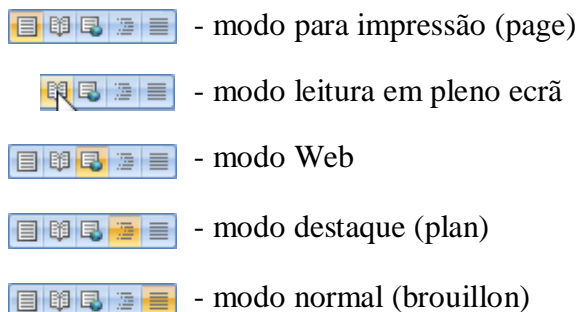 - modo para impressão (page)
- modo leitura em pleno ecrã
- modo Web
- modo destaque (plan)
- modo normal (brouillon)